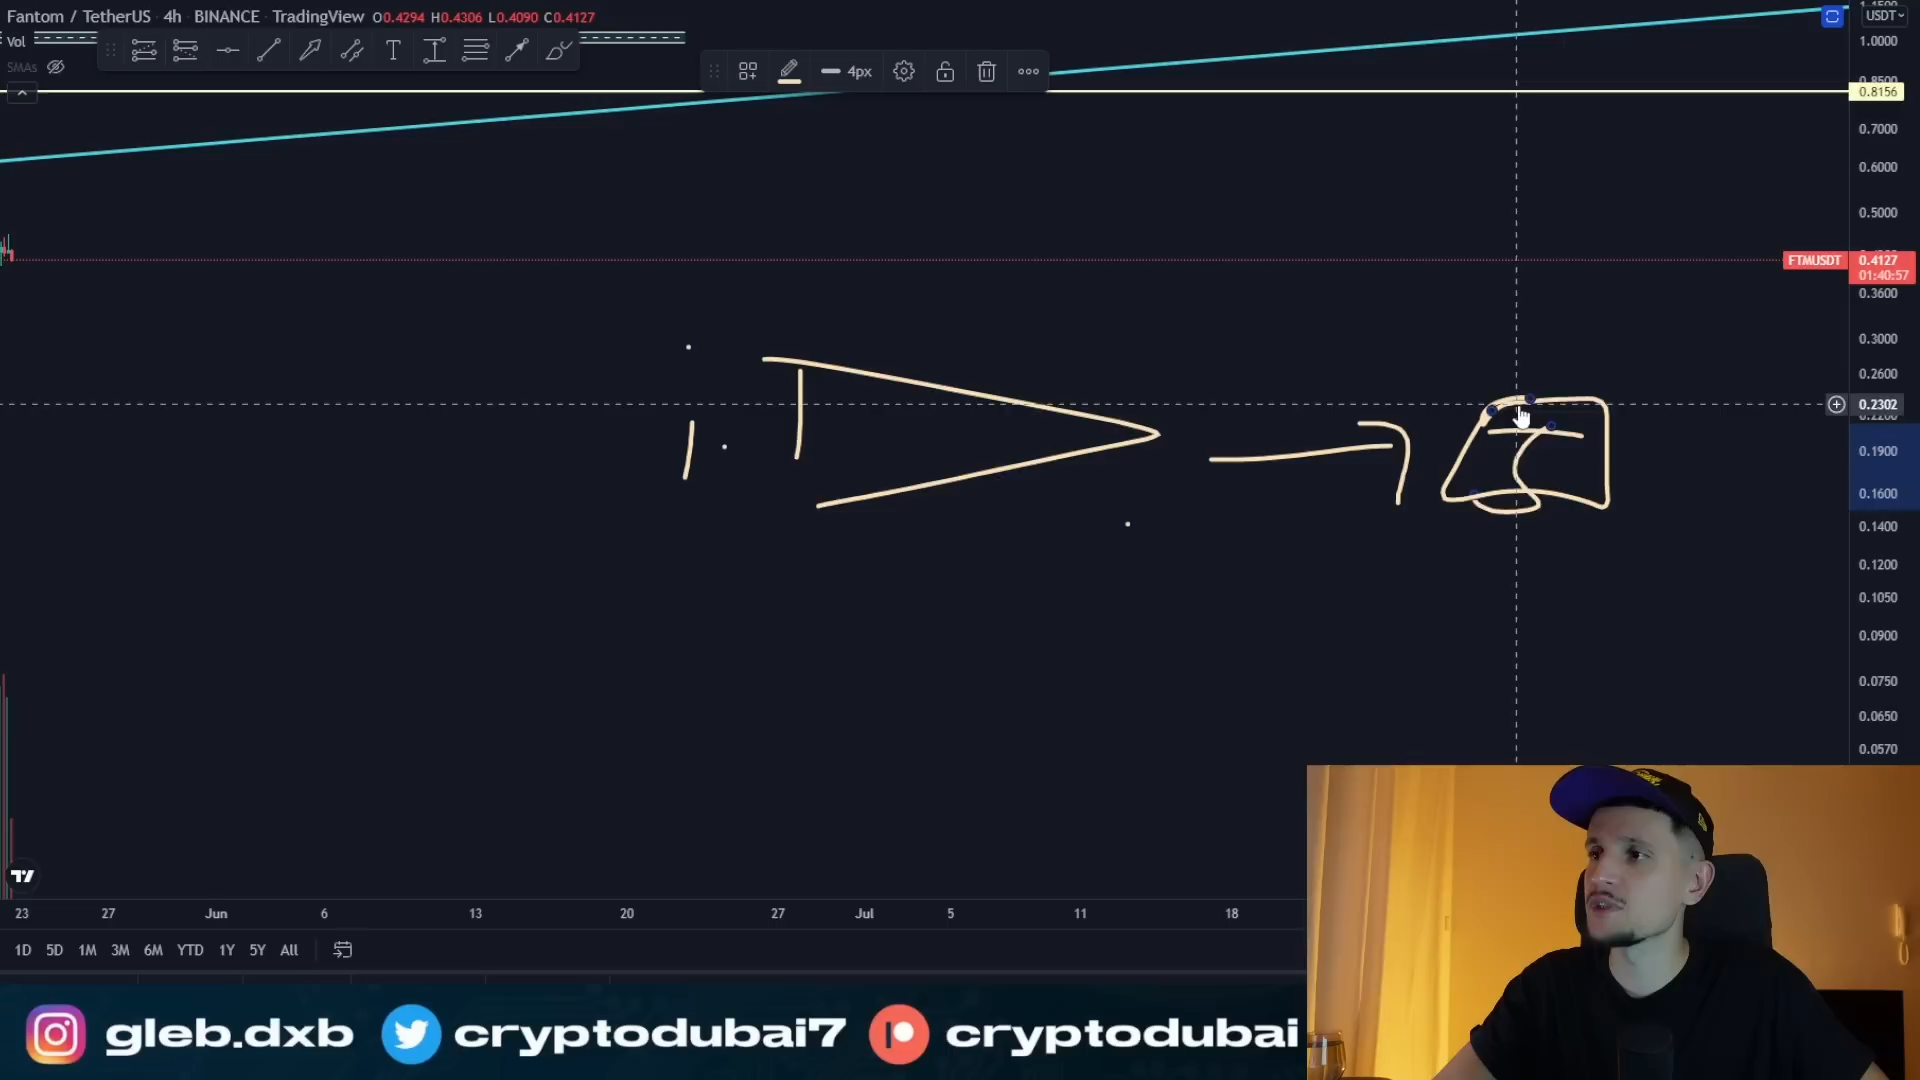 Fantom / TetherUS 4h BINANCE TradingView O0.4294 H0.4306 L0.4090 C0.4127
USDT
Vol
SMAs
4px
1.0000
0.8156
0.7000
0.6000
0.5000
FTMUSDT 0.4127
01:40:57
0.3600
0.3000
0.2600
0.2302
0.1900
0.1600
0.1400
0.1200
0.1050
0.0900
0.0750
0.0650
0.0570
23 27 Jun 6 13 20 27 Jul 5 11 18
1D 5D 1M 3M 6M YTD 1Y 5Y All
gleb.dxb cryptodubai7 cryptodubai